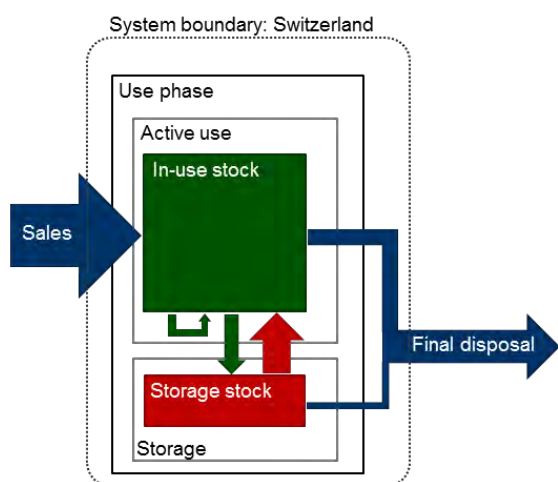 System boundary: Switzerland
Use phase
Active use
In-use stock
Sales
Final disposal
Storage stock
Storage